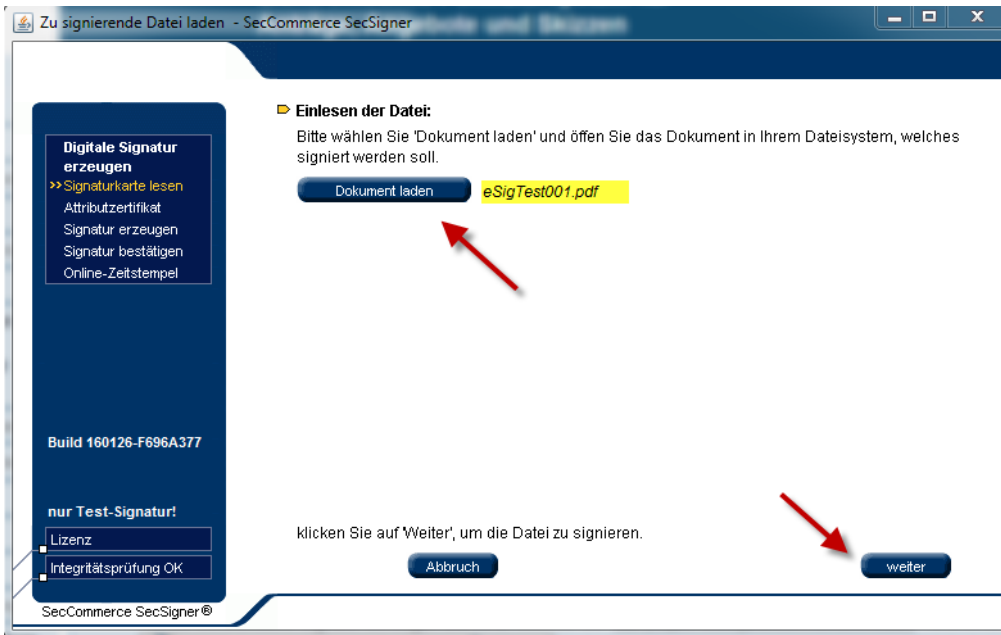 Zu signierende Datei laden - SecCommerce SecSigner
Einlesen der Datei:
Bitte wählen Sie 'Dokument laden' und öffen Sie das Dokument in Ihrem Dateisystem, welches
signiert werden soll.
Dokument laden
eSigTest001.pdf
Digitale Signatur
erzeugen
>>Signaturkarte lesen
Attributzertifikat
Signatur erzeugen
Signatur bestätigen
Online-Zeitstempel
Build 160126-F696A377
nur Test-Signatur!
Lizenz
Integritätsprüfung OK
SecCommerce SecSigner®
klicken Sie auf 'Weiter', um die Datei zu signieren.
Abbruch
weiter